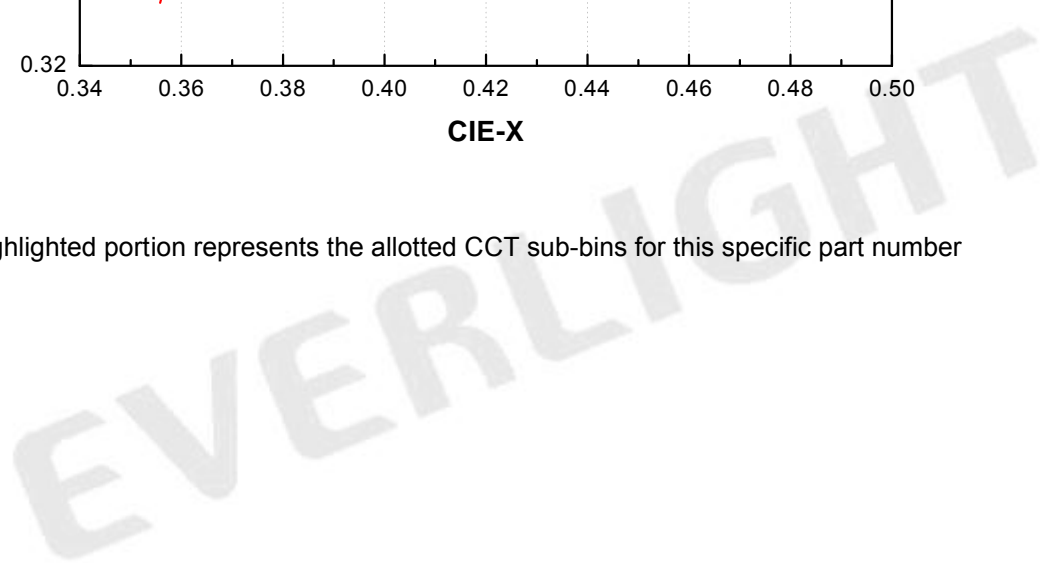 0.32
0.34 0.36 0.38 0.40 0.42 0.44 0.46 0.48 0.50
CIE-X
represents the allotted CCT sub-bins for this specific part number
portion
EVERLIGHT